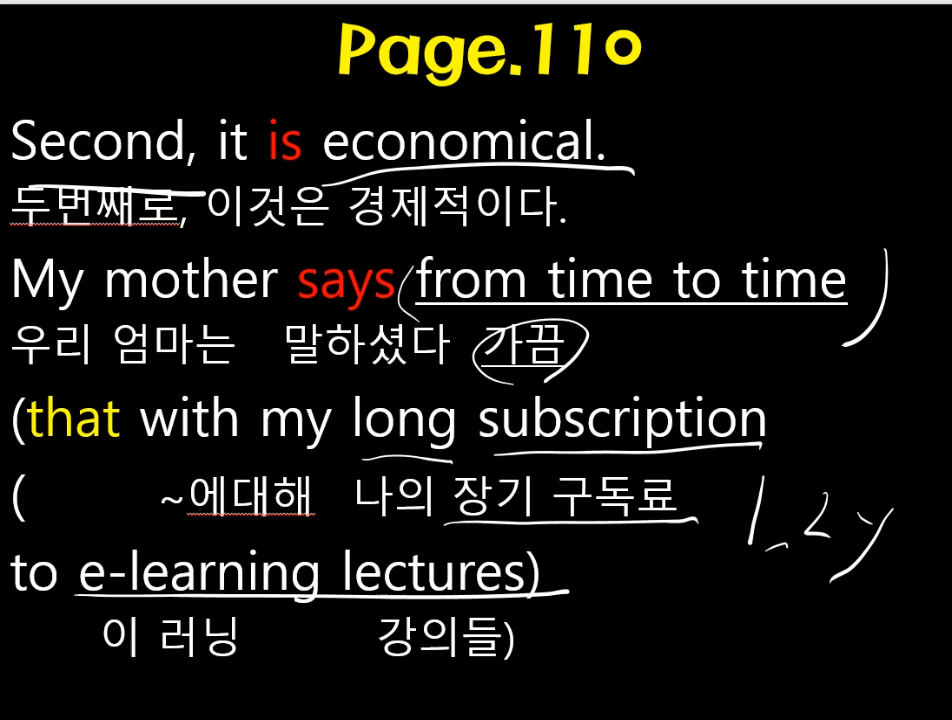 Page.110
Second, it is economical.
두번째로, 이것은 경제적이다.
My mother says from time to time
우리 엄마는 말하셨다 가끔
(that with my long subscription
( ~에대해 나의 장기 구독료
to e-learning lectures)
이 러닝 강의들)